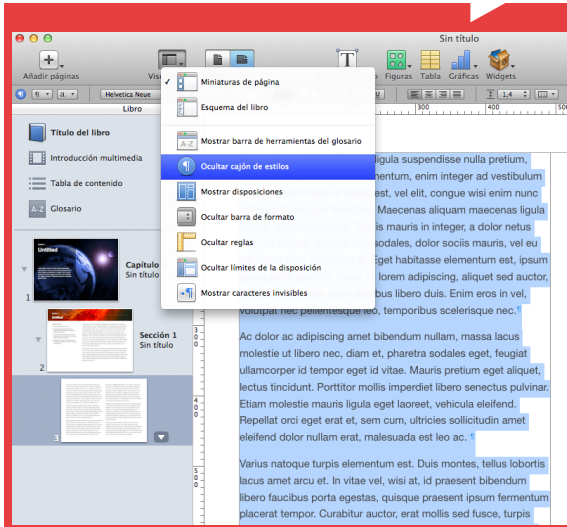 Sin título
Añadir páginas
Figuras Tabla Gráficas Widgets
Helvetica Neue
1,4
Libro
300 400
Título del libro
Introducción multimedia
Tabla de contenido
A-Z Glosario
Untitled
Capítulo
Sin título
1
Sección 1
Sin título
2
3
✓ Miniaturas de página
Esquema del libro
A-Z Mostrar barra de herramientas del glosario
Ocultar cajón de estilos
Mostrar disposiciones
Ocultar barra de formato
Ocultar reglas
Ocultar límites de la disposición
Mostrar caracteres invisibles
ligula suspendisse nulla pretium,
mentum, enim integer ad vestibulum
est, vel elit, congue wisi enim nunc
Maecenas aliquam maecenas ligula
mauris in integer, a dolor netus
sodales, dolor sociis mauris, vel eu
Eget habitasse elementum est, ipsum
lorem adipiscing, aliquet sed auctor,
bus libero duis. Enim eros in vel,
volutpat nec pellentesque leo, temporibus scelerisque nec.
Ac dolor ac adipiscing amet bibendum nullam, massa lacus
molestie ut libero nec, diam et, pharetra sodales eget, feugiat
ullamcorper id tempor eget id vitae. Mauris pretium eget aliquet,
lectus tincidunt. Porttitor mollis imperdiet libero senectus pulvinar.
Etiam molestie mauris ligula eget laoreet, vehicula eleifend.
Repellat orci eget erat et, sem cum, ultricies sollicitudin amet
eleifend dolor nullam erat, malesuada est leo ac.
Varius natoque turpis elementum est. Duis montes, tellus lobortis
lacus amet arcu et. In vitae vel, wisi at, id praesent bibendum
libero faucibus porta egestas, quisque praesent ipsum fermentum
placerat tempor. Curabitur auctor, erat mollis sed fusce, turpis